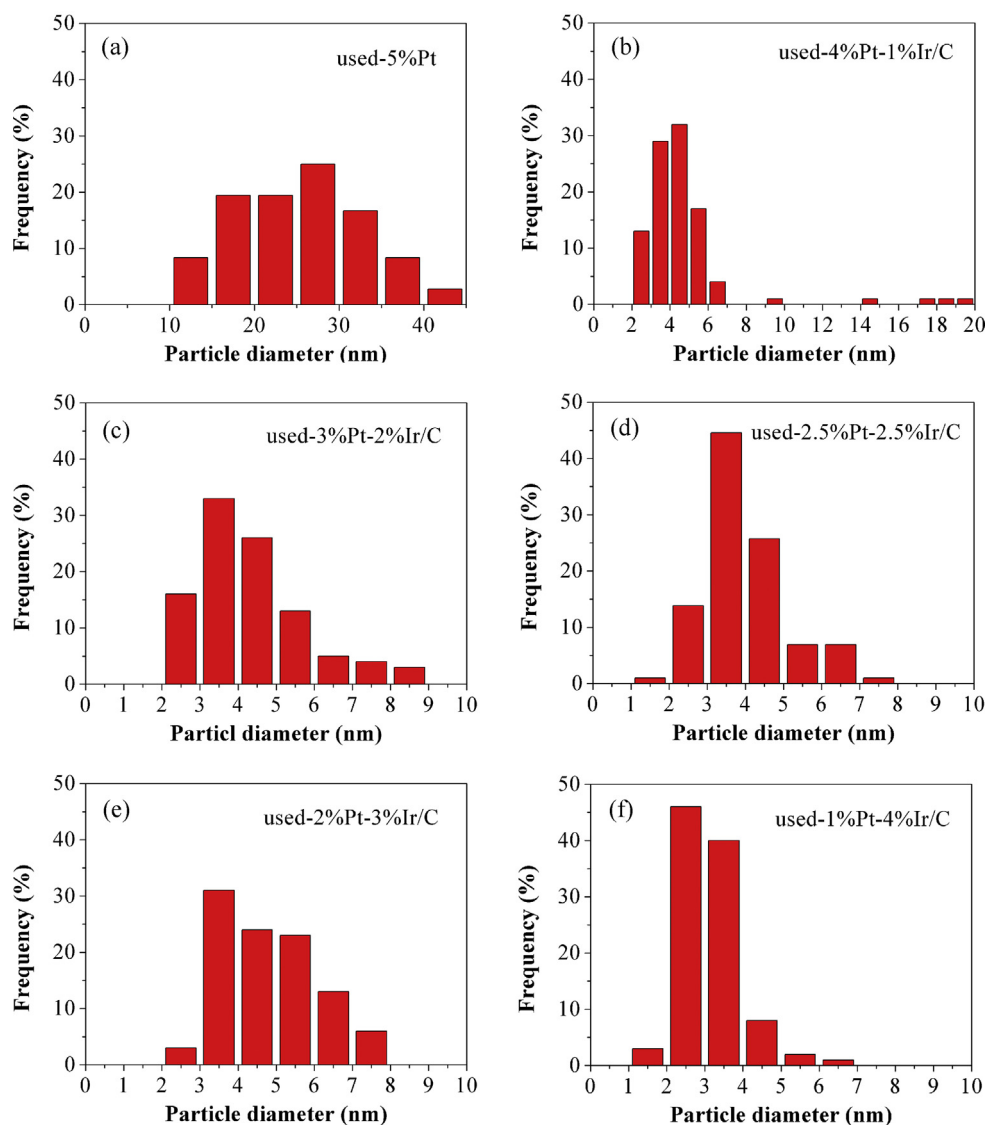 (a)
used-5%Pt
Frequency (%)
50
40
30
20
10
0
0 10 20 30 40
Particle diameter (nm)
(b)
used-4%Pt-1%Ir/C
Frequency (%)
50
40
30
20
10
0
0 2 4 6 8 10 12 14 16 18 20
Particle diameter (nm)
(c)
used-3%Pt-2%Ir/C
Frequency (%)
50
40
30
20
10
0
0 1 2 3 4 5 6 7 8 9 10
Particl diameter (nm)
(d)
used-2.5%Pt-2.5%Ir/C
Frequency (%)
50
40
30
20
10
0
0 1 2 3 4 5 6 7 8 9 10
Particle diameter (nm)
(e)
used-2%Pt-3%Ir/C
Frequency (%)
50
40
30
20
10
0
0 1 2 3 4 5 6 7 8 9 10
Particle diameter (nm)
(f)
used-1%Pt-4%Ir/C
Frequency (%)
50
40
30
20
10
0
0 1 2 3 4 5 6 7 8 9 10
Particle diameter (nm)